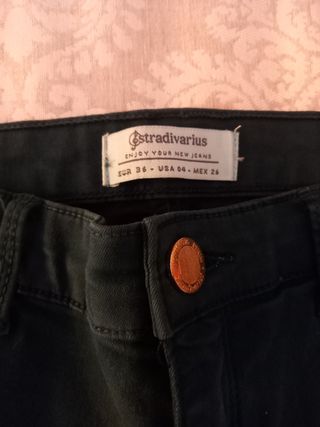 stradivarius
ENJOY YOUR NEW JEANS
EUR 36 - USA 04 - MEX 26